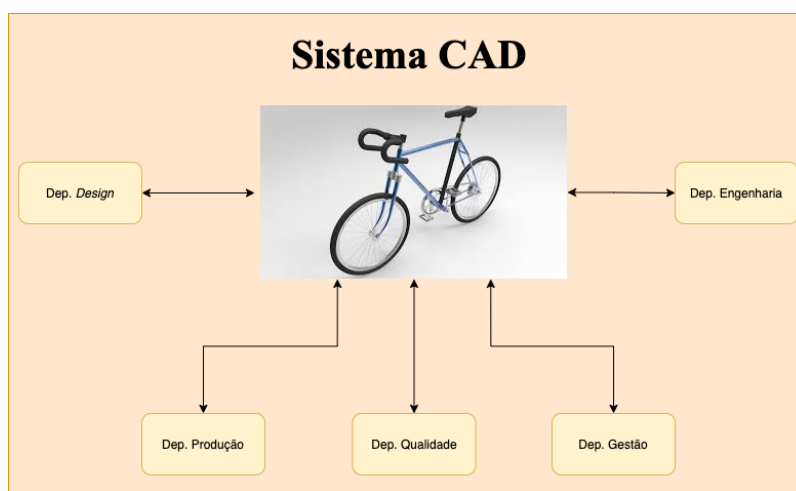 Sistema CAD
Dep. Design
Dep. Engenharia
Dep. Produção
Dep. Qualidade
Dep. Gestão